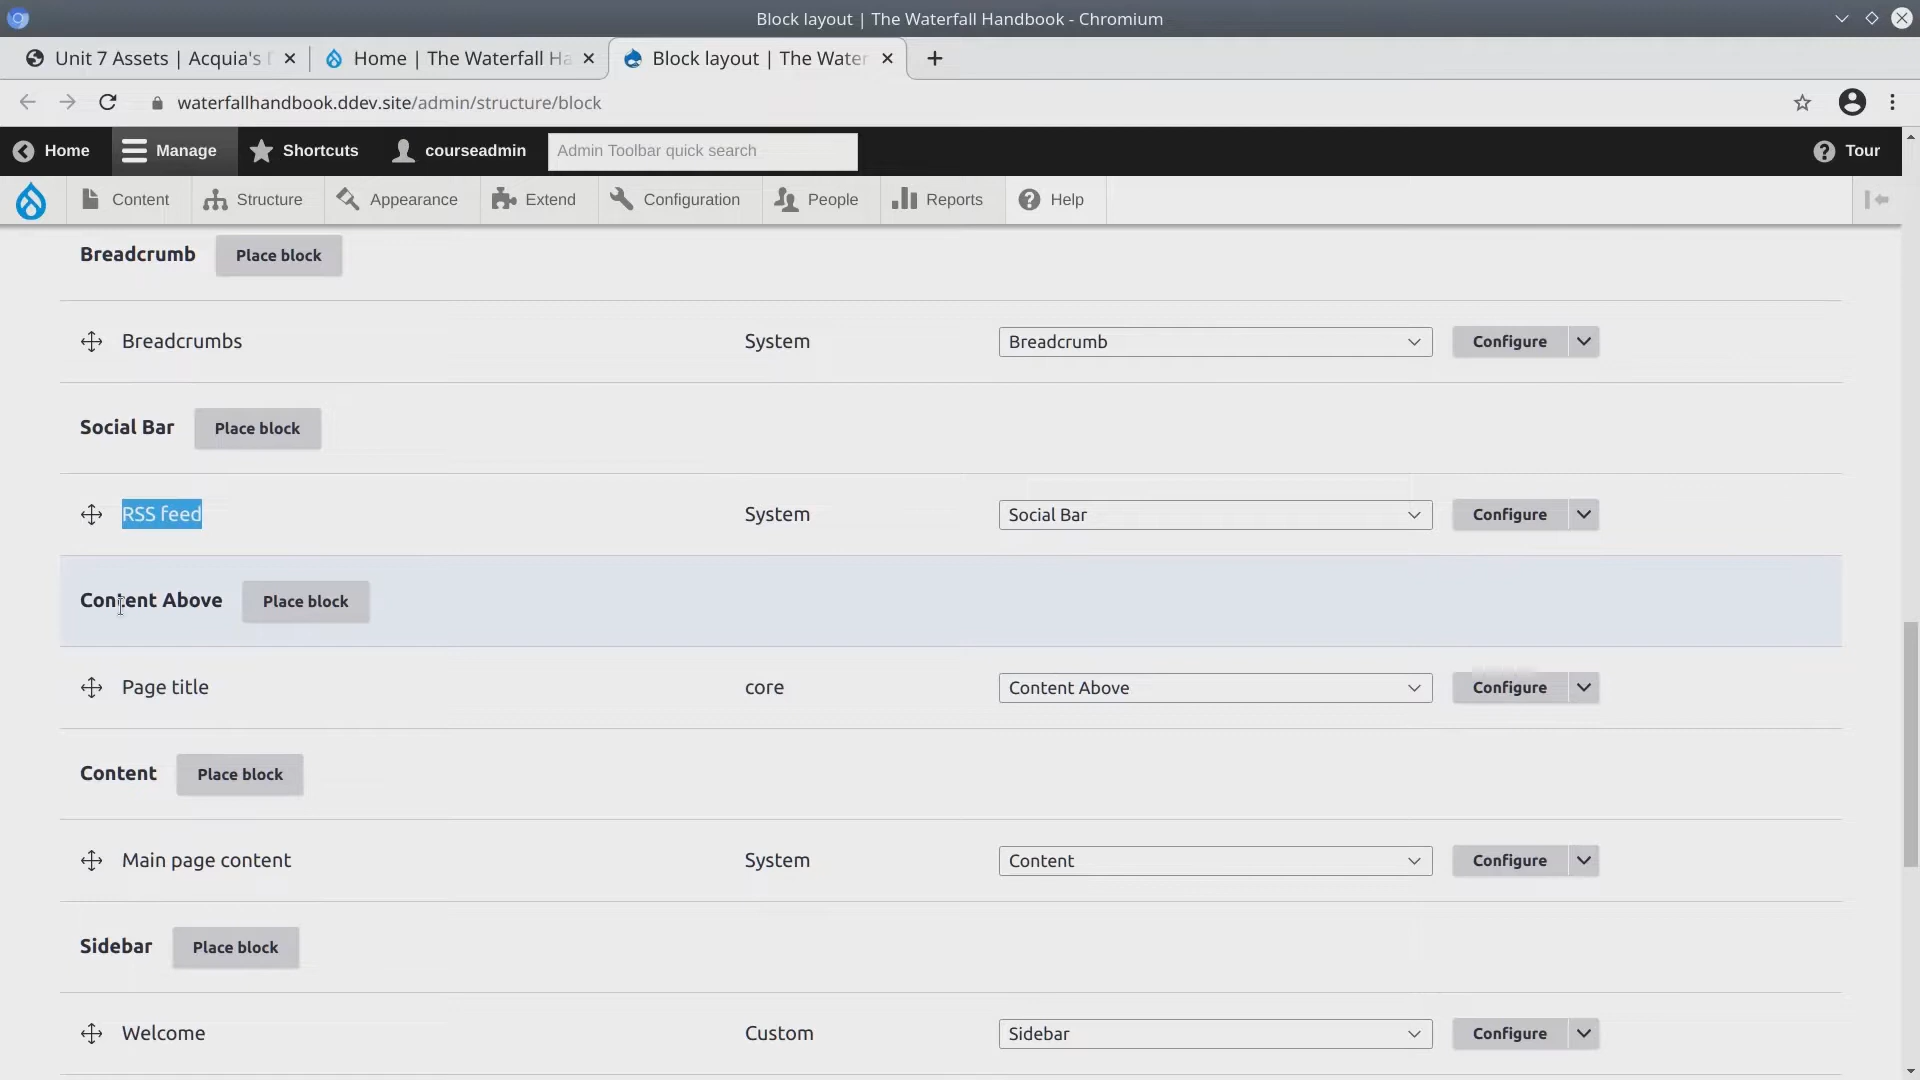 Block layout | The Waterfall Handbook - Chromium
Unit 7 Assets | Acquia's
Home | The Waterfall Ha
Block layout | The Water
waterfallhandbook.ddev.site/admin/structure/block
Home Manage Shortcuts courseadmin Admin Toolbar quick search Tour
Content Structure Appearance Extend Configuration People Reports Help
Breadcrumb Place block
Breadcrumbs System Breadcrumb Configure
Social Bar Place block
RSS feed System Social Bar Configure
Content Above Place block
Page title core Content Above Configure
Content Place block
Main page content System Content Configure
Sidebar Place block
Welcome Custom Sidebar Configure